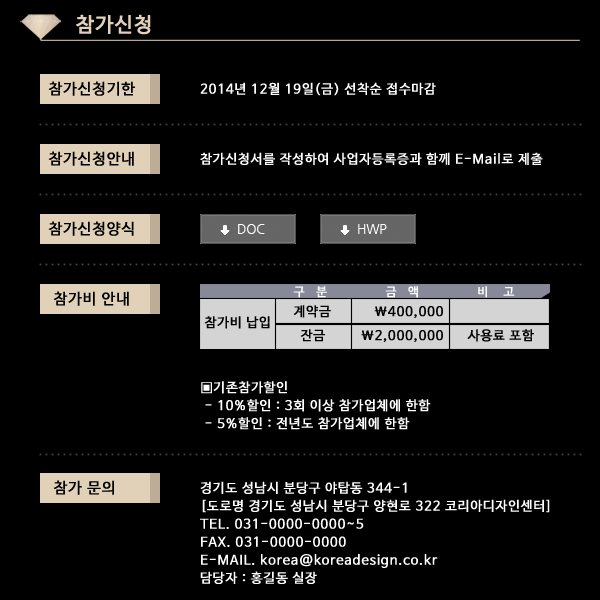 참가신청
참가신청기한
2014년 12월 19일(금) 선착순 접수마감
참가신청안내
참가신청서를 작성하여 사업자등록증과 함께 E-Mail로 제출
참가신청양식
DOC
HWP
참가비 안내
구 분 금 액 비 고
참가비 납입
계약금 ₩400,000
잔금 ₩2,000,000 사용료 포함
▣기존참가할인
- 10%할인 : 3회 이상 참가업체에 한함
- 5%할인 : 전년도 참가업체에 한함
참가 문의
경기도 성남시 분당구 야탑동 344-1
[도로명 경기도 성남시 분당구 양현로 322 코리아디자인센터]
TEL. 031-0000-0000~5
FAX. 031-0000-0000
E-MAIL. korea@koreadesign.co.kr
담당자 : 홍길동 실장